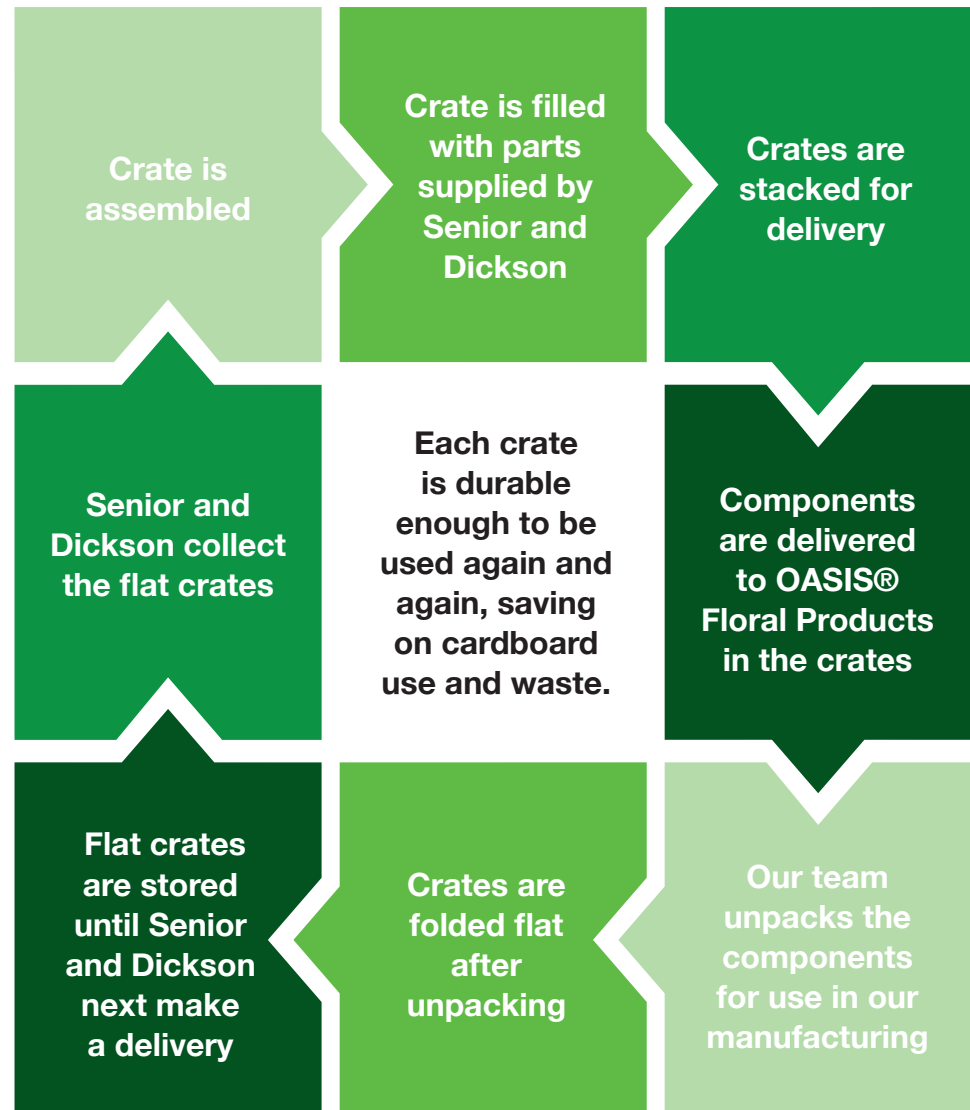 Crate is
assembled
Crate is filled
with parts
supplied by
Senior and
Dickson
Crates are
stacked for
delivery
Senior and
Dickson collect
the flat crates
Each crate
is durable
enough to be
used again and
again, saving
on cardboard
use and waste.
Components
are delivered
to OASIS®
Floral Products
in the crates
Flat crates
are stored
until Senior
and Dickson
next make
a delivery
Crates are
folded flat
after
unpacking
Our team
unpacks the
components
for use in our
manufacturing